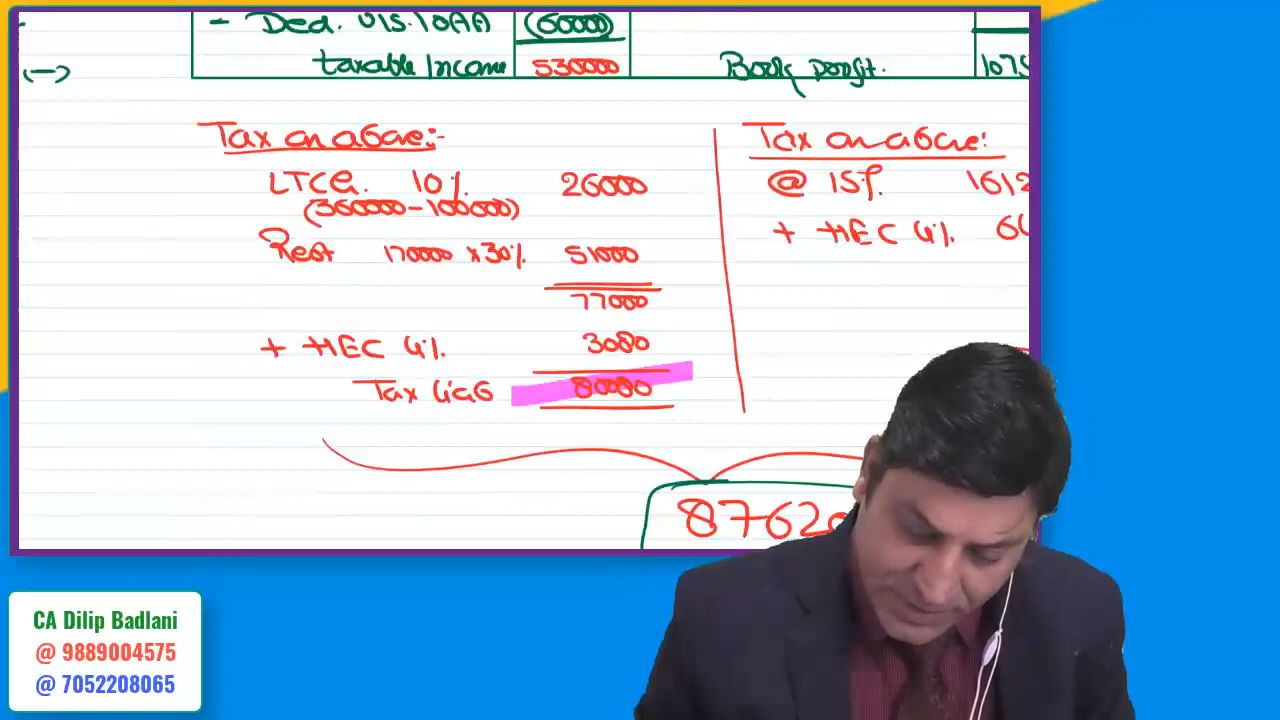 - Ded. U/S.10AA (60000)
taxable Income 530000
(-)
Book Profit. 1075
Tax on above:-
LTCG. 10% 26000
(360000-100000)
Rest 170000 x 30% 51000
77000
+ HEC 4% 3080
Tax liab 80080
Tax on above:
@ 15% 1612
+ HEC 4% 64
8762
CA Dilip Badlani
@ 9889004575
@ 7052208065